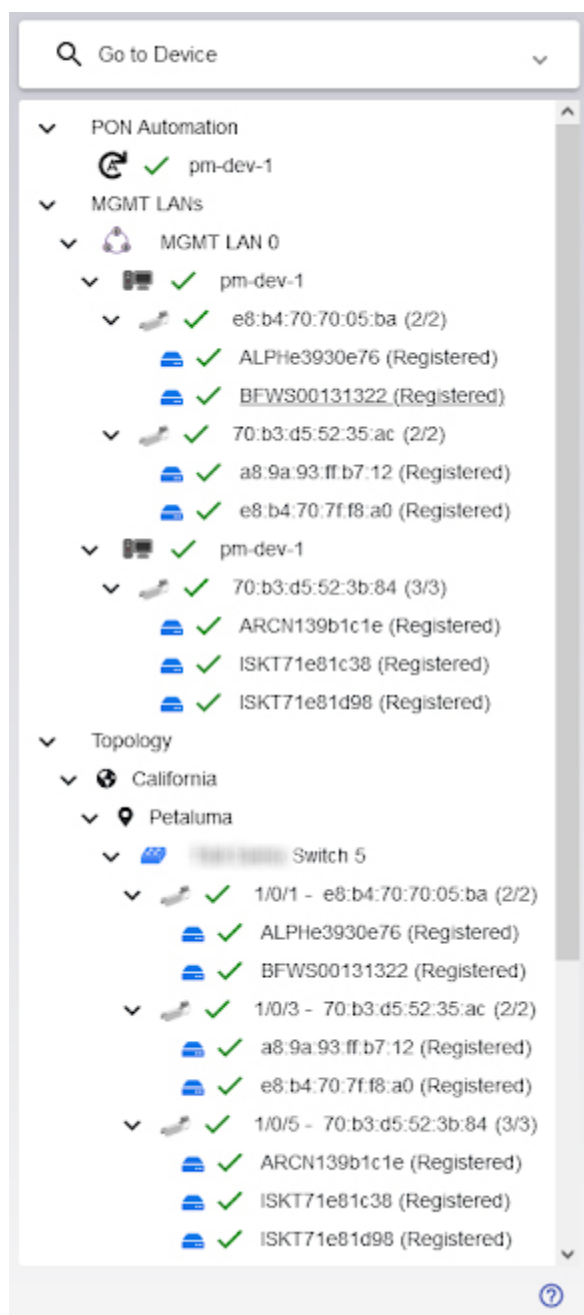 Go to Device
PON Automation
pm-dev-1
MGMT LANs
MGMT LAN 0
pm-dev-1
e8:b4:70:70:05:ba (2/2)
ALPHe3930e76 (Registered)
BFWS00131322 (Registered)
70:b3:d5:52:35:ac (2/2)
a8:9a:93:ff:b7:12 (Registered)
e8:b4:70:7f:f8:a0 (Registered)
pm-dev-1
70:b3:d5:52:3b:84 (3/3)
ARCN139b1c1e (Registered)
ISKT71e81c38 (Registered)
ISKT71e81d98 (Registered)
Topology
California
Petaluma
Switch 5
1/0/1 - e8:b4:70:70:05:ba (2/2)
ALPHe3930e76 (Registered)
BFWS00131322 (Registered)
1/0/3 - 70:b3:d5:52:35:ac (2/2)
a8:9a:93:ff:b7:12 (Registered)
e8:b4:70:7f:f8:a0 (Registered)
1/0/5 - 70:b3:d5:52:3b:84 (3/3)
ARCN139b1c1e (Registered)
ISKT71e81c38 (Registered)
ISKT71e81d98 (Registered)